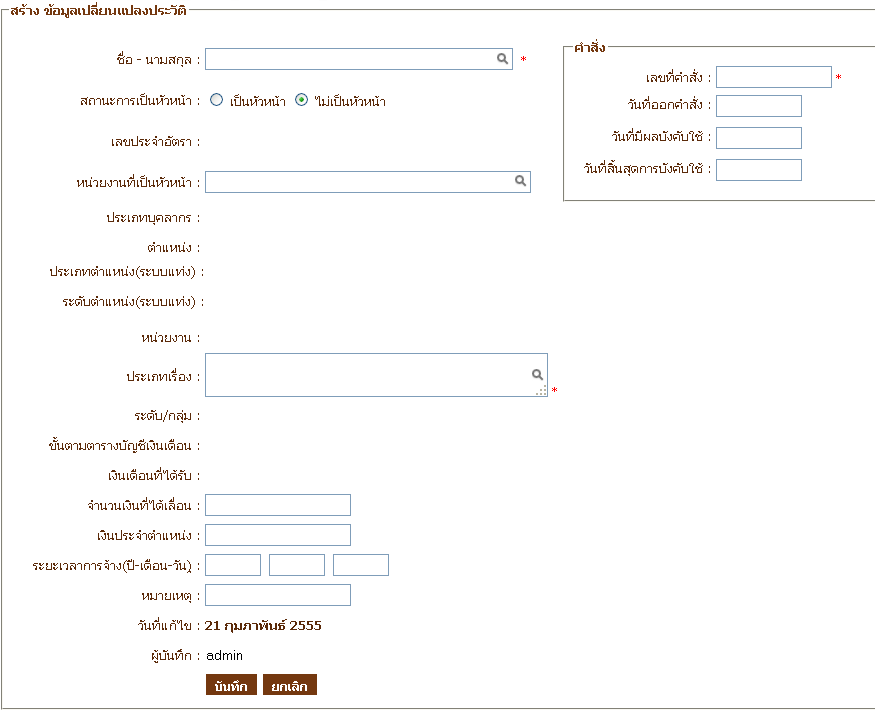 สร้าง ข้อมูลเปลี่ยนแปลงประวัติ
ชื่อ - นามสกุล : *
สถานะการเป็นหัวหน้า : เป็นหัวหน้า ไม่เป็นหัวหน้า
เลขประจำอัตรา :
หน่วยงานที่เป็นหัวหน้า :
ประเภทบุคลากร :
ตำแหน่ง :
ประเภทตำแหน่ง(ระบบแท่ง) :
ระดับตำแหน่ง(ระบบแท่ง) :
หน่วยงาน :
ประเภทเรื่อง : *
ระดับ/กลุ่ม :
ขั้นตามตารางบัญชีเงินเดือน :
เงินเดือนที่ได้รับ :
จำนวนเงินที่ได้เลื่อน :
เงินประจำตำแหน่ง :
ระยะเวลาการจ้าง(ปี-เดือน-วัน) :
หมายเหตุ :
วันที่แก้ไข : 21 กุมภาพันธ์ 2555
ผู้บันทึก : admin
บันทึก ยกเลิก
คำสั่ง
เลขที่คำสั่ง : *
วันที่ออกคำสั่ง :
วันที่มีผลบังคับใช้ :
วันที่สิ้นสุดการบังคับใช้ :